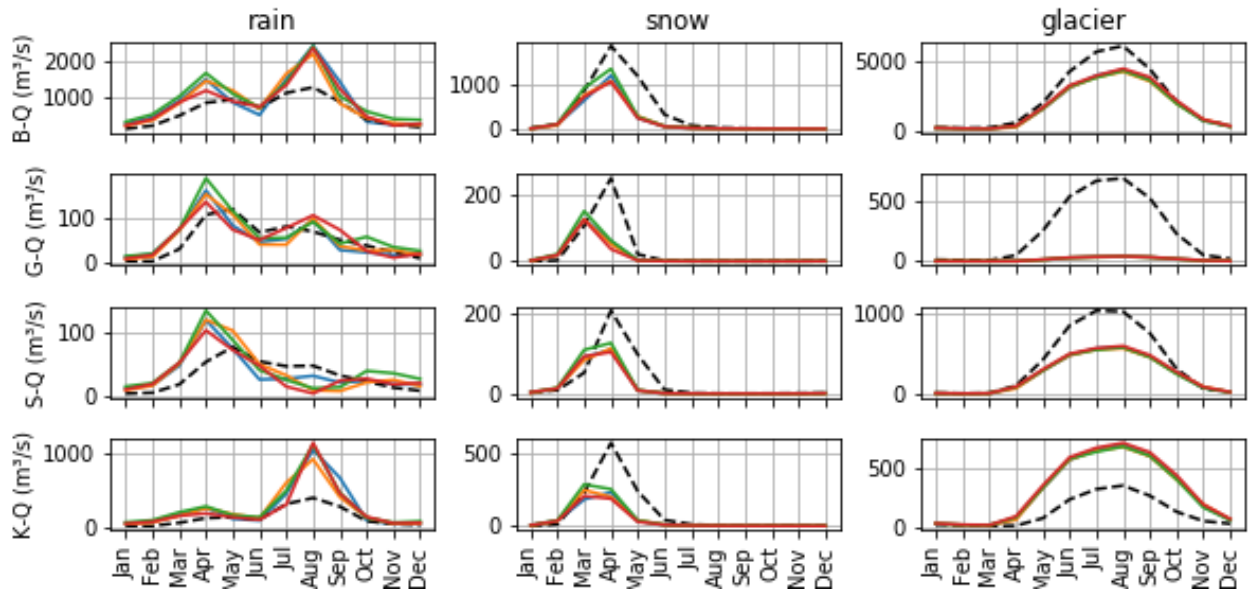 rain snow glacier
B-Q (m³/s) 2000 1000 1000 0 5000 0
G-Q (m³/s) 100 0 200 0 500 0
S-Q (m³/s) 100 0 200 0 1000 0
K-Q (m³/s) 1000 0 500 0 500 0
Jan Feb Mar Apr May Jun Jul Aug Sep Oct Nov Dec Jan Feb Mar Apr May Jun Jul Aug Sep Oct Nov Dec Jan Feb Mar Apr May Jun Jul Aug Sep Oct Nov Dec